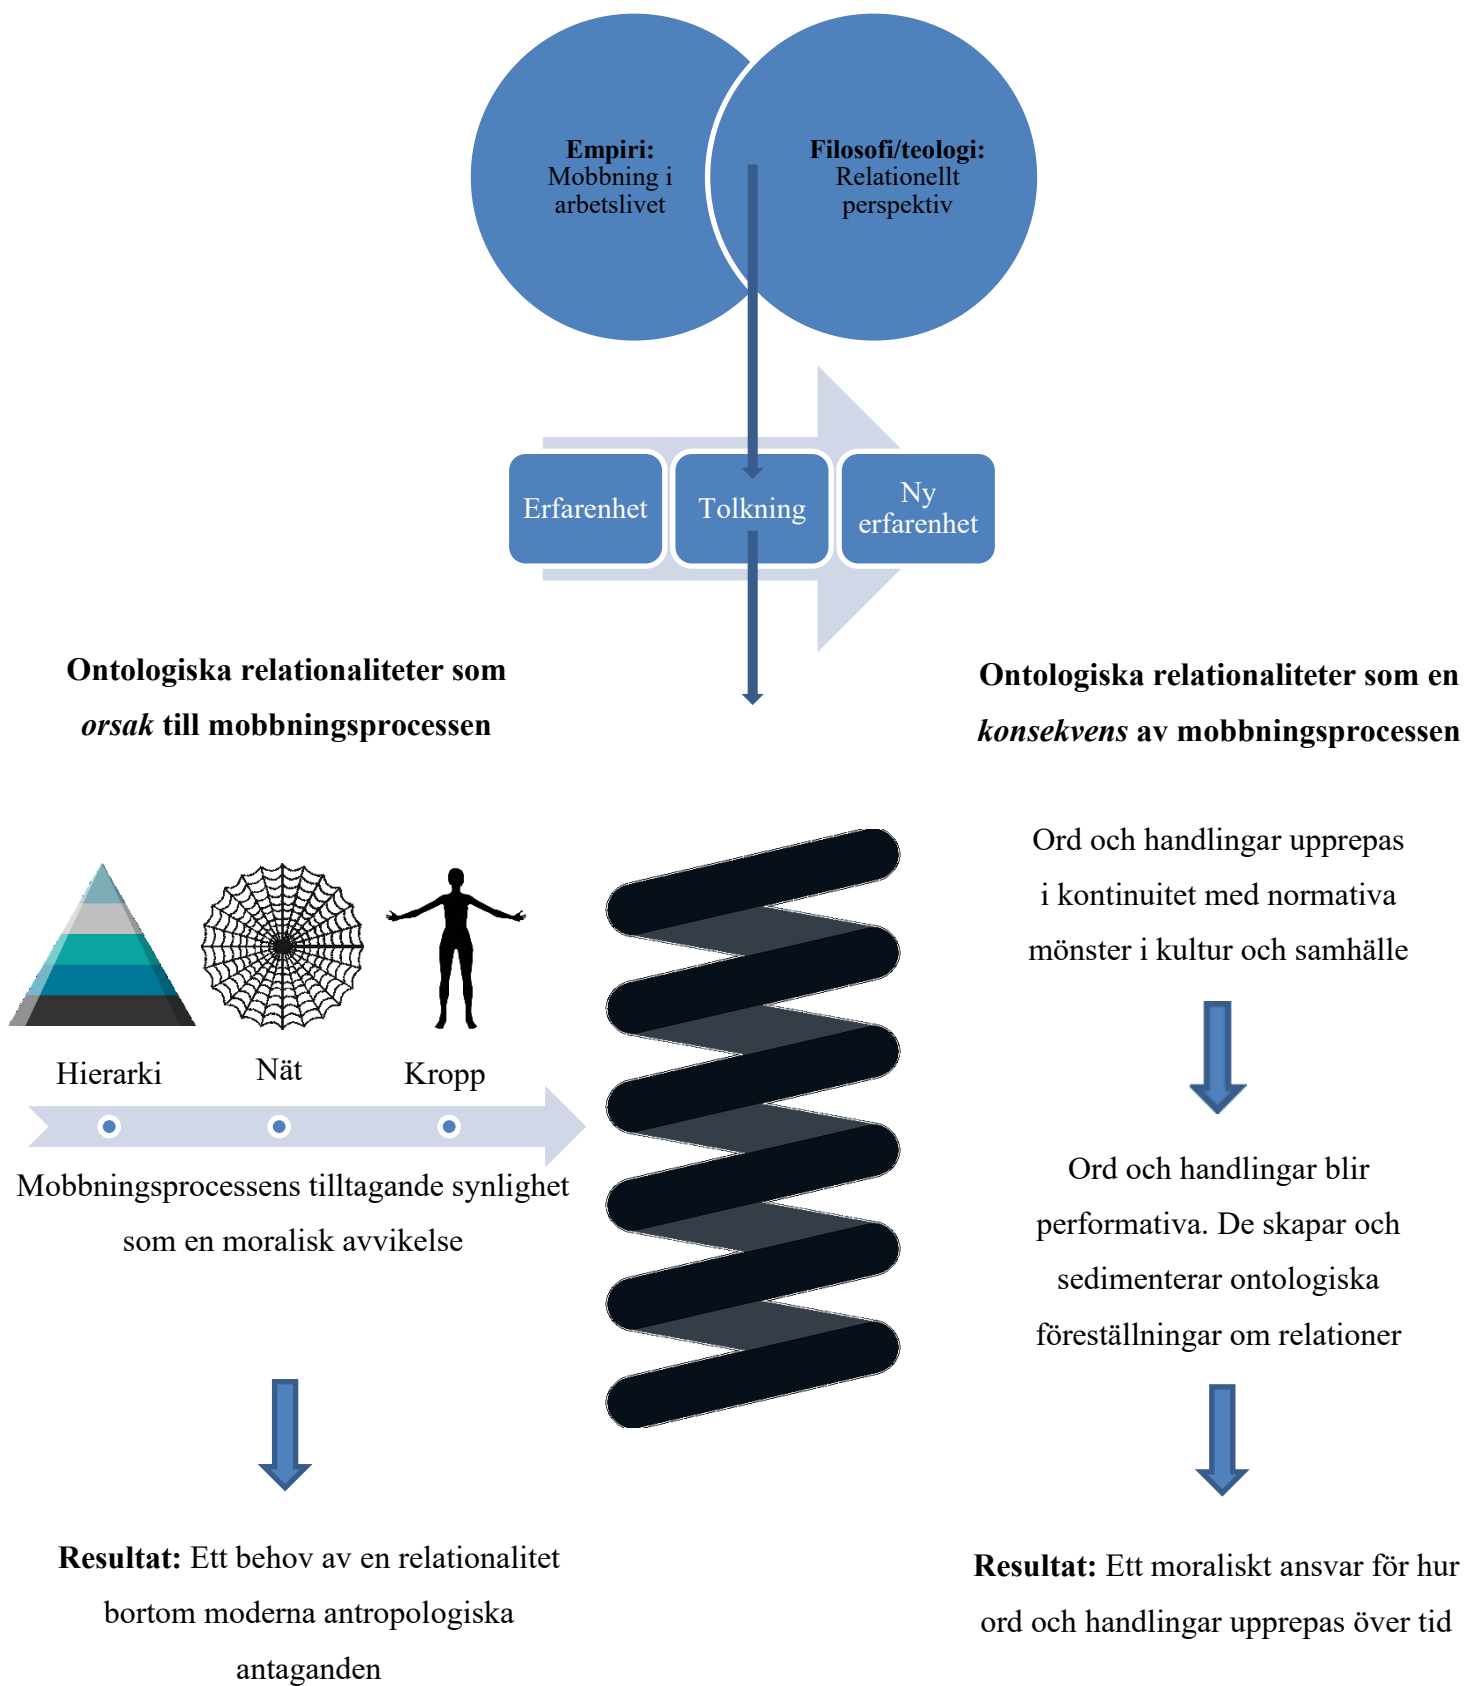 Empiri:
Mobbning i
arbetslivet
Filosofi/teologi:
Relationellt
perspektiv
Erfarenhet
Tolkning
Ny
erfarenhet
Ontologiska relationaliteter som
orsak till mobbningsprocessen
Ontologiska relationaliteter som en
konsekvens av mobbningsprocessen
Hierarki
Nät
Kropp
Mobbningsprocessens tilltagande synlighet
som en moralisk avvikelse
Resultat: Ett behov av en relationalitet
bortom moderna antropologiska
antaganden
Ord och handlingar upprepas
i kontinuitet med normativa
mönster i kultur och samhälle
Ord och handlingar blir
performativa. De skapar och
sedimenterar ontologiska
föreställningar om relationer
Resultat: Ett moraliskt ansvar för hur
ord och handlingar upprepas över tid